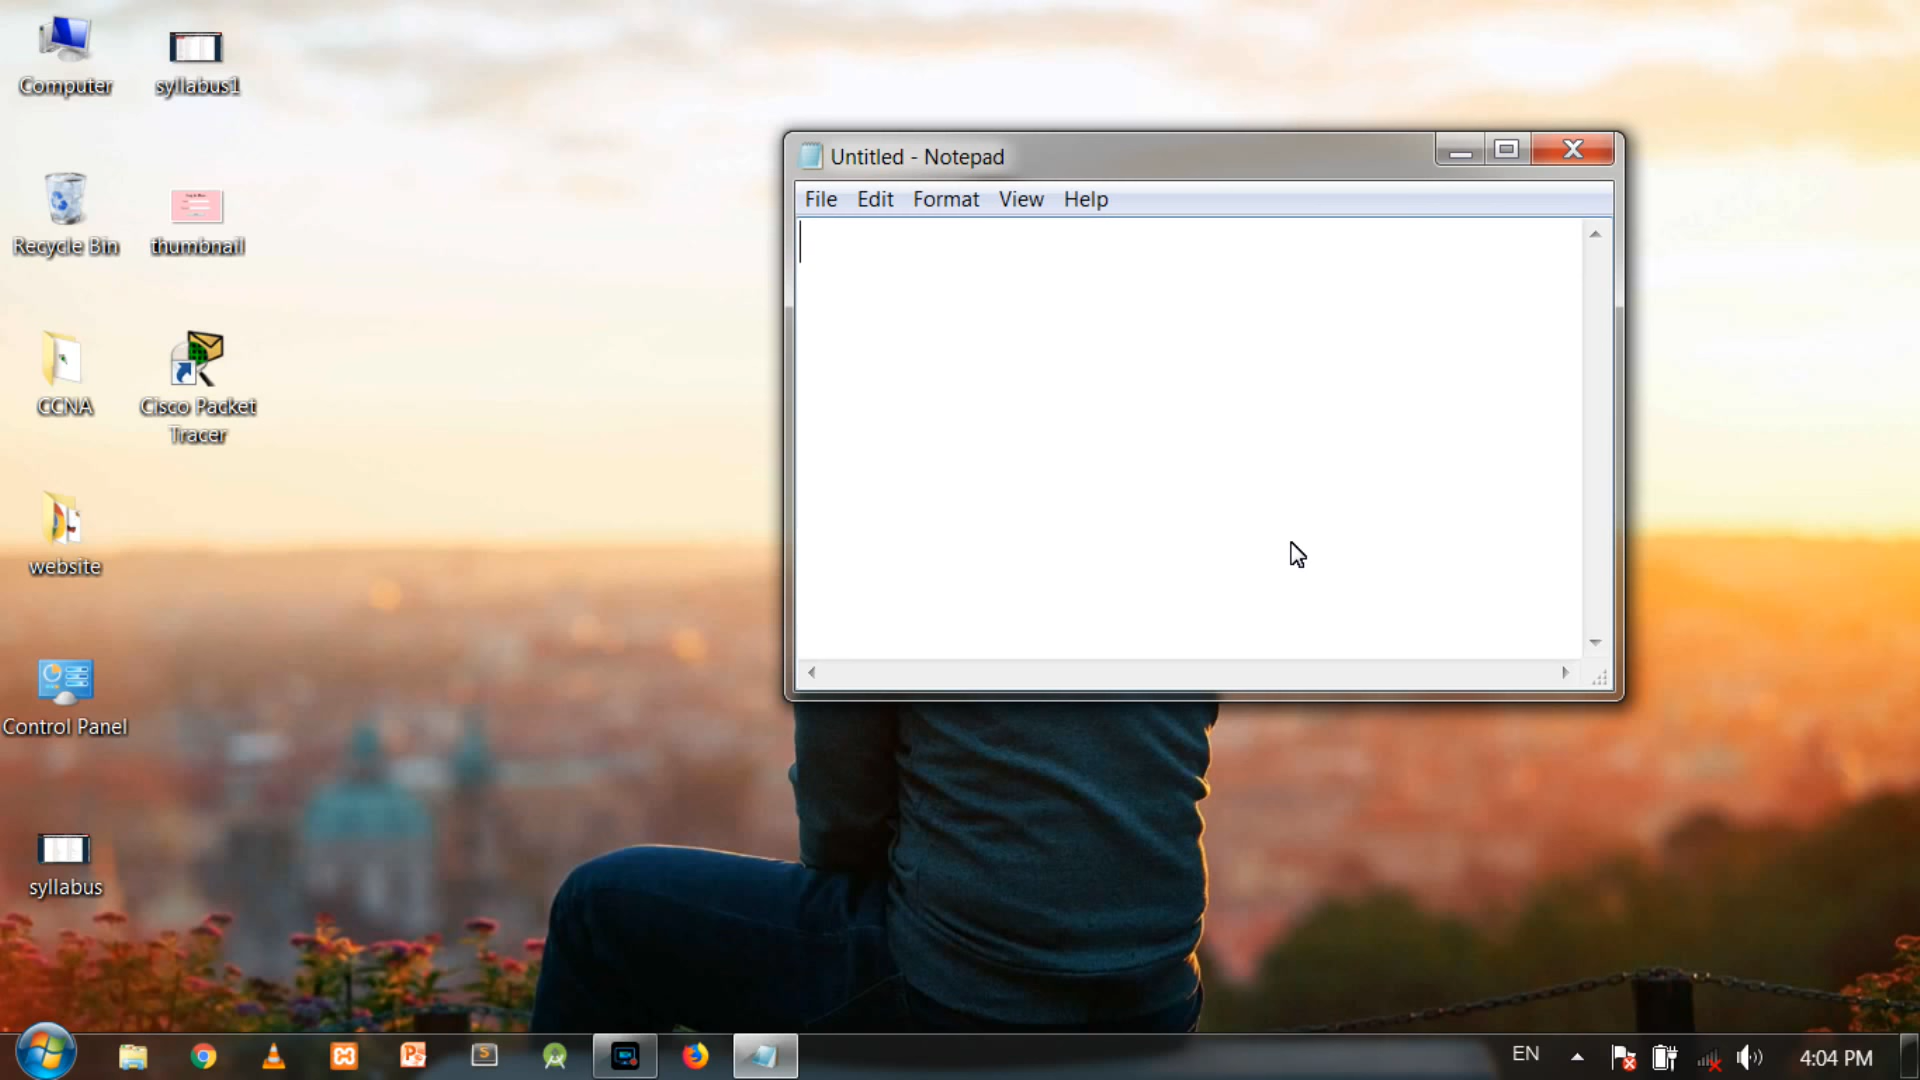 Computer
syllabus1
Recycle Bin
thumbnail
CCNA
Cisco Packet
Tracer
website
Control Panel
syllabus
Untitled - Notepad
File Edit Format View Help
EN
4:04 PM